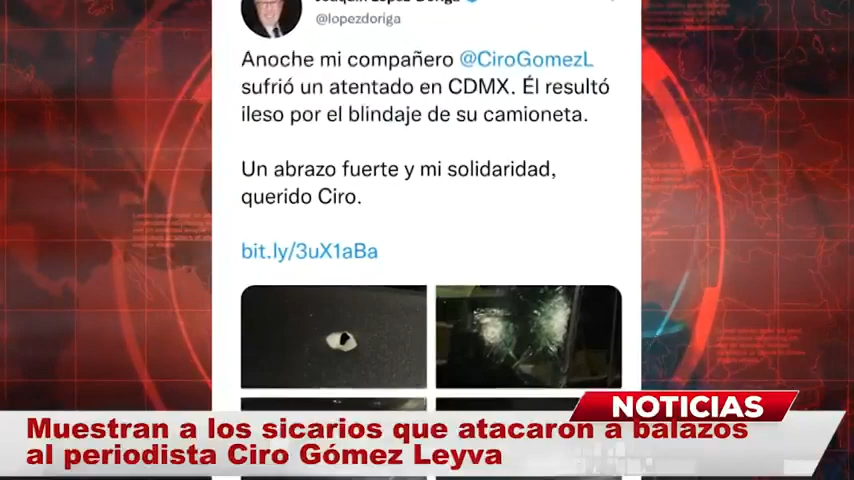 @lopezdoriga
Anoche mi compañero @CiroGomezL
sufrió un atentado en CDMX. Él resultó
ileso por el blindaje de su camioneta.
Un abrazo fuerte y mi solidaridad,
querido Ciro.
bit.ly/3uX1aBa
NOTICIAS
Muestran a los sicarios que atacaron a balazos
al periodista Ciro Gómez Leyva